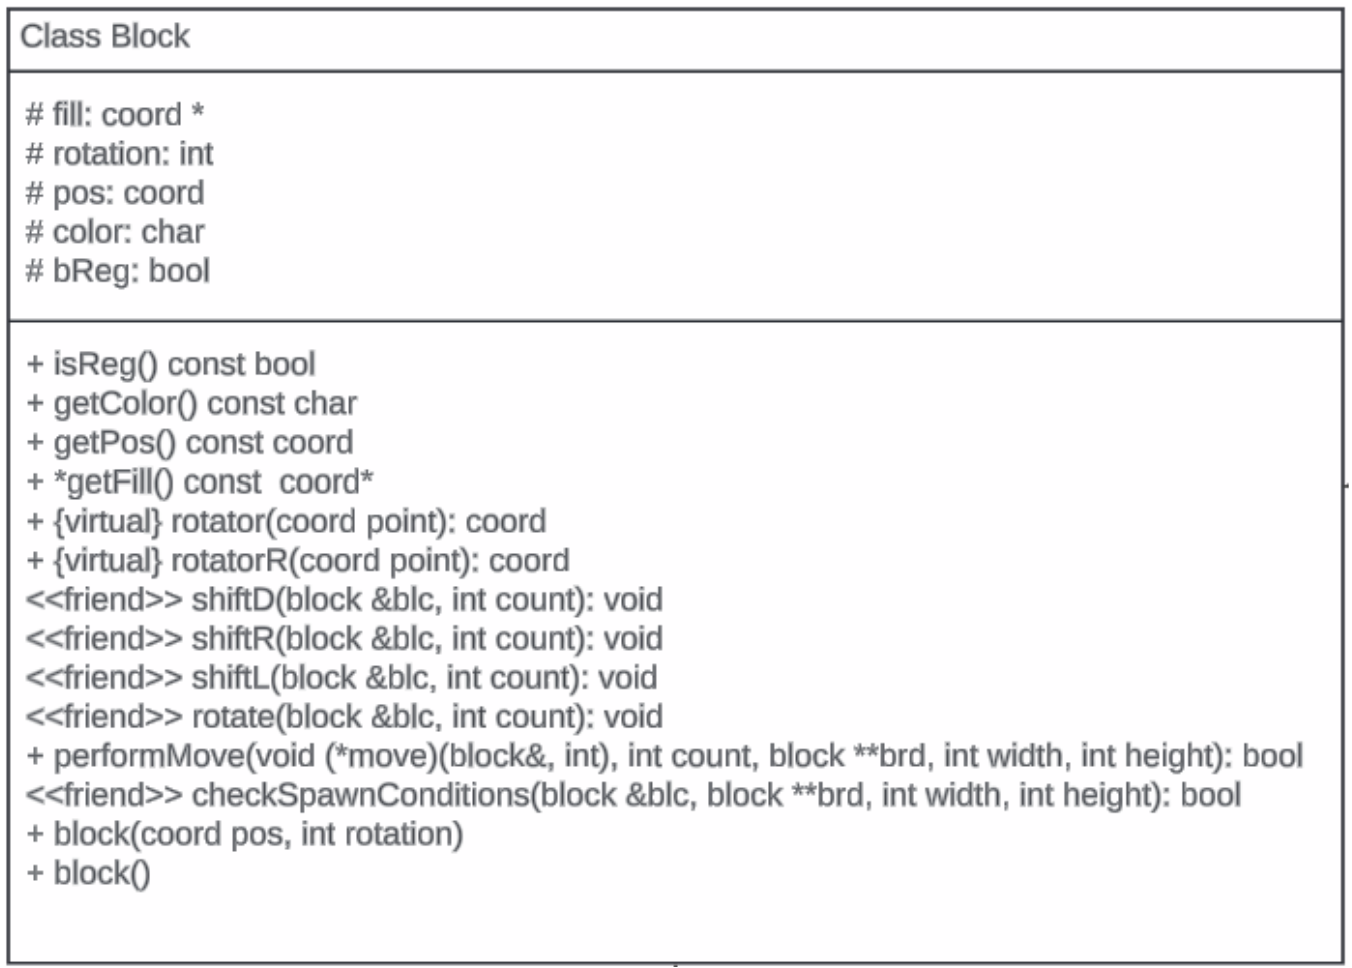 Class Block
# fill: coord *
# rotation: int
# pos: coord
# color: char
# bReg: bool
+ isReg() const bool
+ getColor() const char
+ getPos() const coord
+ *getFill() const  coord*
+ {virtual} rotator(coord point): coord
+ {virtual} rotatorR(coord point): coord
<<friend>> shiftD(block &blc, int count): void
<<friend>> shiftR(block &blc, int count): void
<<friend>> shiftL(block &blc, int count): void
<<friend>> rotate(block &blc, int count): void
+ performMove(void (*move)(block&, int), int count, block **brd, int width, int height): bool
<<friend>> checkSpawnConditions(block &blc, block **brd, int width, int height): bool
+ block(coord pos, int rotation)
+ block()